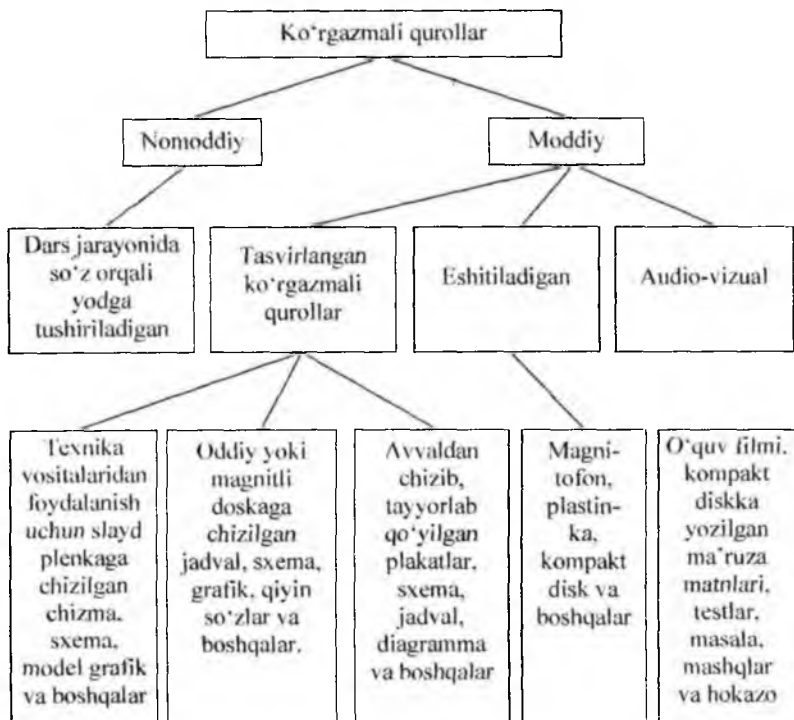 Ko‘rgazmali qurollar
Nomoddiy
Moddiy
Dars jarayonida
so‘z orqali
yodga
tushiriladigan
Tasvirlangan
ko‘rgazmali
qurollar
Eshitiladigan
Audio-vizual
Texnika
vositalaridan
foydalanish
uchun slayd
plenkaga
chizilgan
chizma,
sxema,
model grafik
va boshqalar
Oddiy yoki
magnitli
doskaga
chizilgan
jadval, sxema,
grafik, qiyin
so‘zlar va
boshqalar.
Avvaldan
chizib,
tayyorlab
qo‘yilgan
plakatlar,
sxema,
jadval,
diagramma
va boshqalar
Magni-
tofon,
plastin-
ka,
kompakt
disk va
boshqalar
O‘quv filmi,
kompakt
diskka
yozilgan
ma’ruza
matnlari,
testlar,
masala,
mashqlar
va hokazo